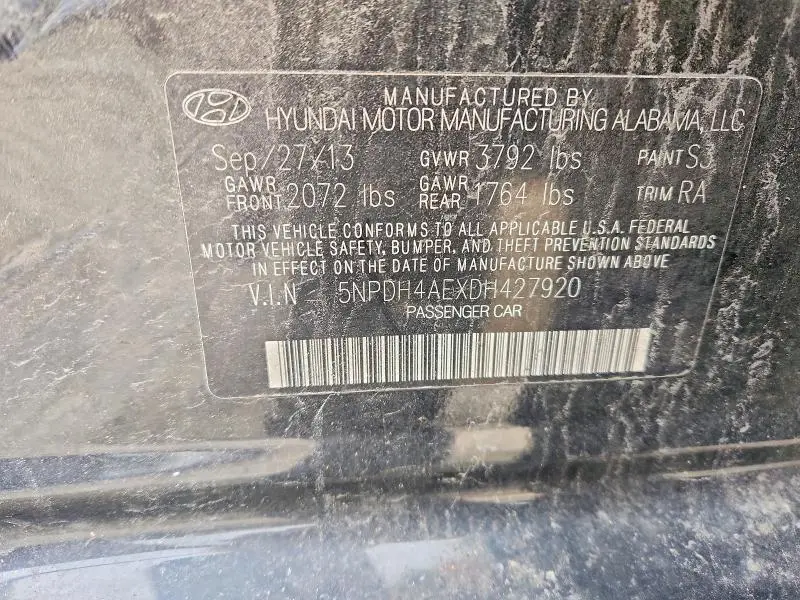 MANUFACTURED BY
HYUNDAI MOTOR MANUFACTURING ALABAMA, LLC
Sep/27/13 GVWR 3792 lbs PAINT SJ
GAWR FRONT 2072 lbs GAWR REAR 1764 lbs TRIM RA
THIS VEHICLE CONFORMS TO ALL APPLICABLE U.S.A. FEDERAL
MOTOR VEHICLE SAFETY, BUMPER, AND THEFT PREVENTION STANDARDS
IN EFFECT ON THE DATE OF MANUFACTURE SHOWN ABOVE.
V.I.N 5NPDH4AEXDH427920
PASSENGER CAR